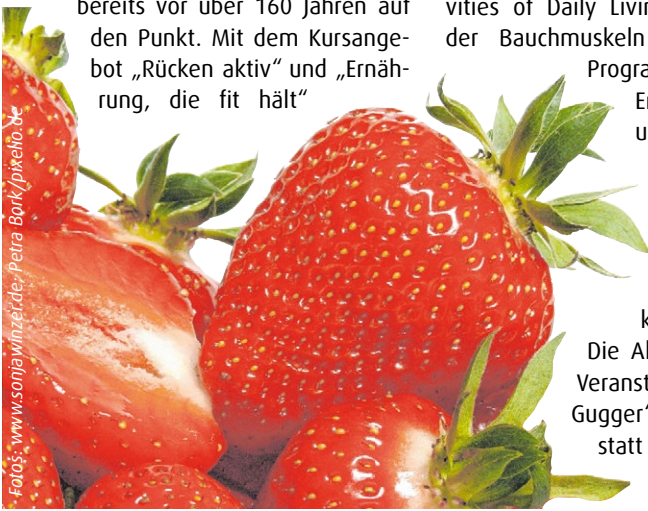 bereits vor über 160 Jahren auf
den Punkt. Mit dem Kursange-
bot „Rücken aktiv“ und „Ernäh-
rung, die fit hält“
vities of Daily Livin
der Bauchmuskeln
Progra
Er
u
k
Die Al
Veranst
Gugger“
statt
Fotos: www.sonjawinzer.de; Petra Bork/pixelio.de